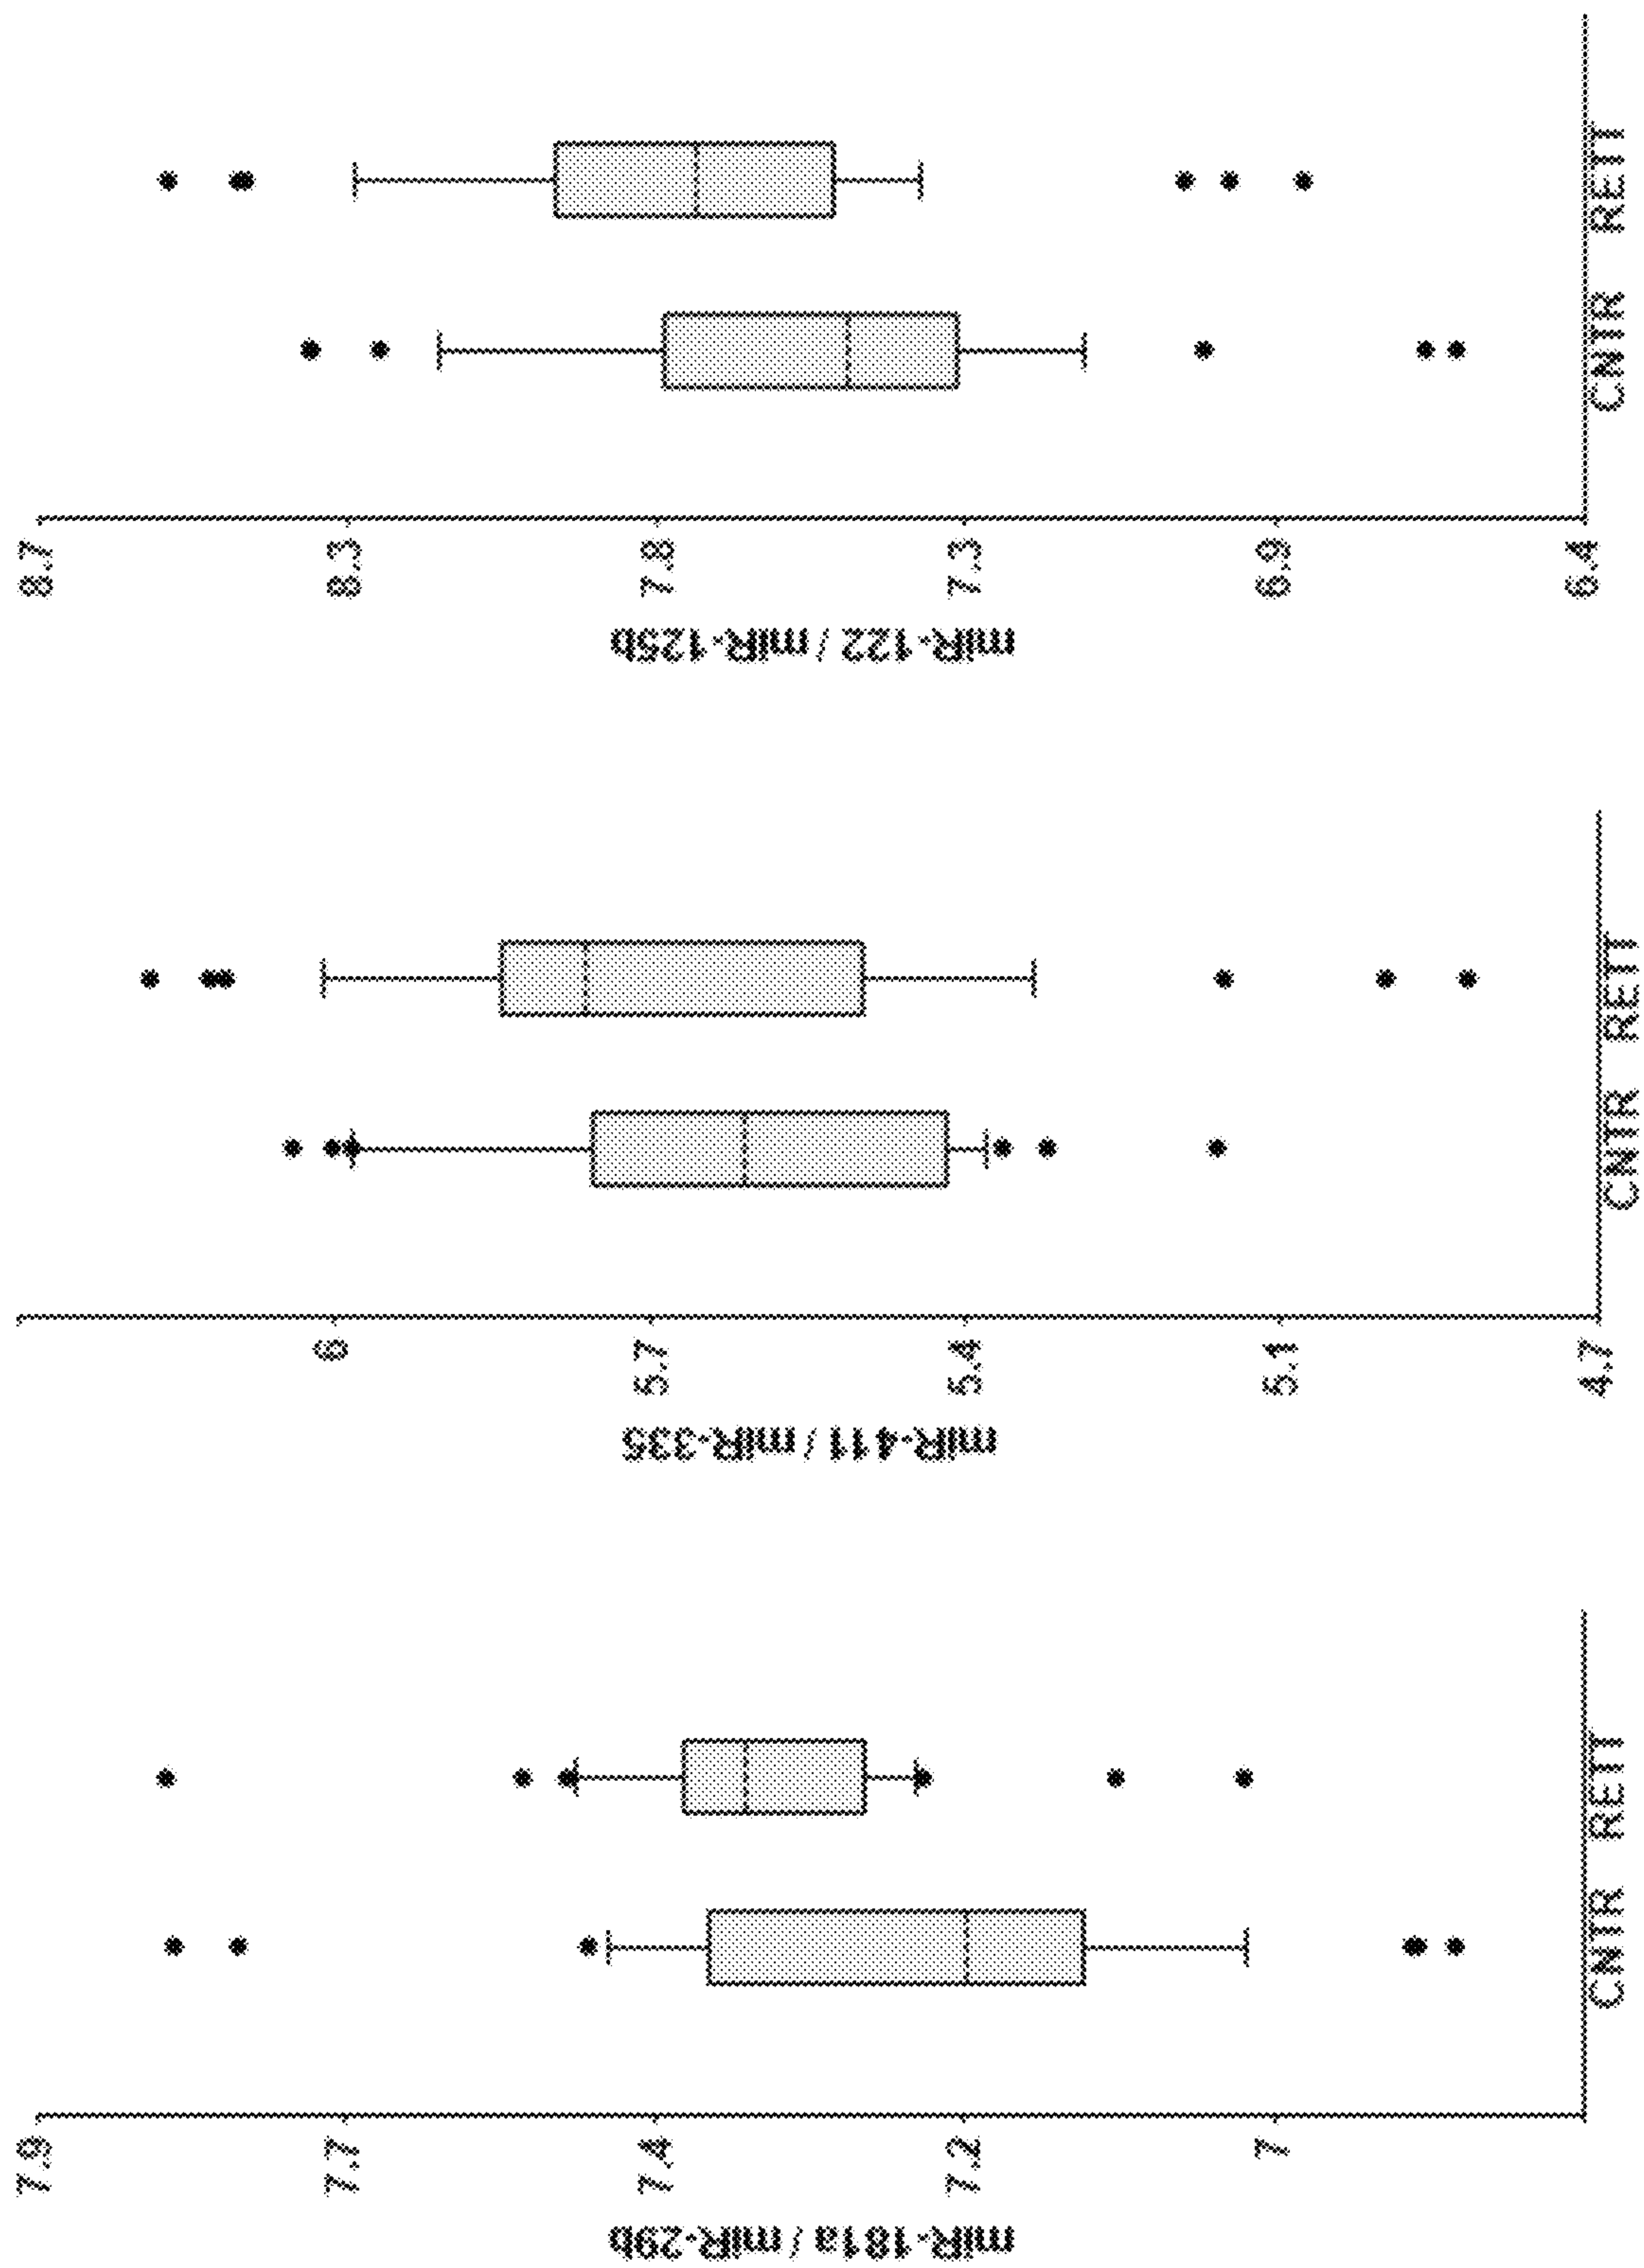 miR-181a / miR-29b
7.9
7.7
7.4
7.2
7
CNTR RETT
miR-411 / miR-335
6
5.7
5.4
5.1
4.7
CNTR RETT
miR-122 / miR-125b
8.7
8.3
7.8
7.3
6.9
6.4
CNTR RETT